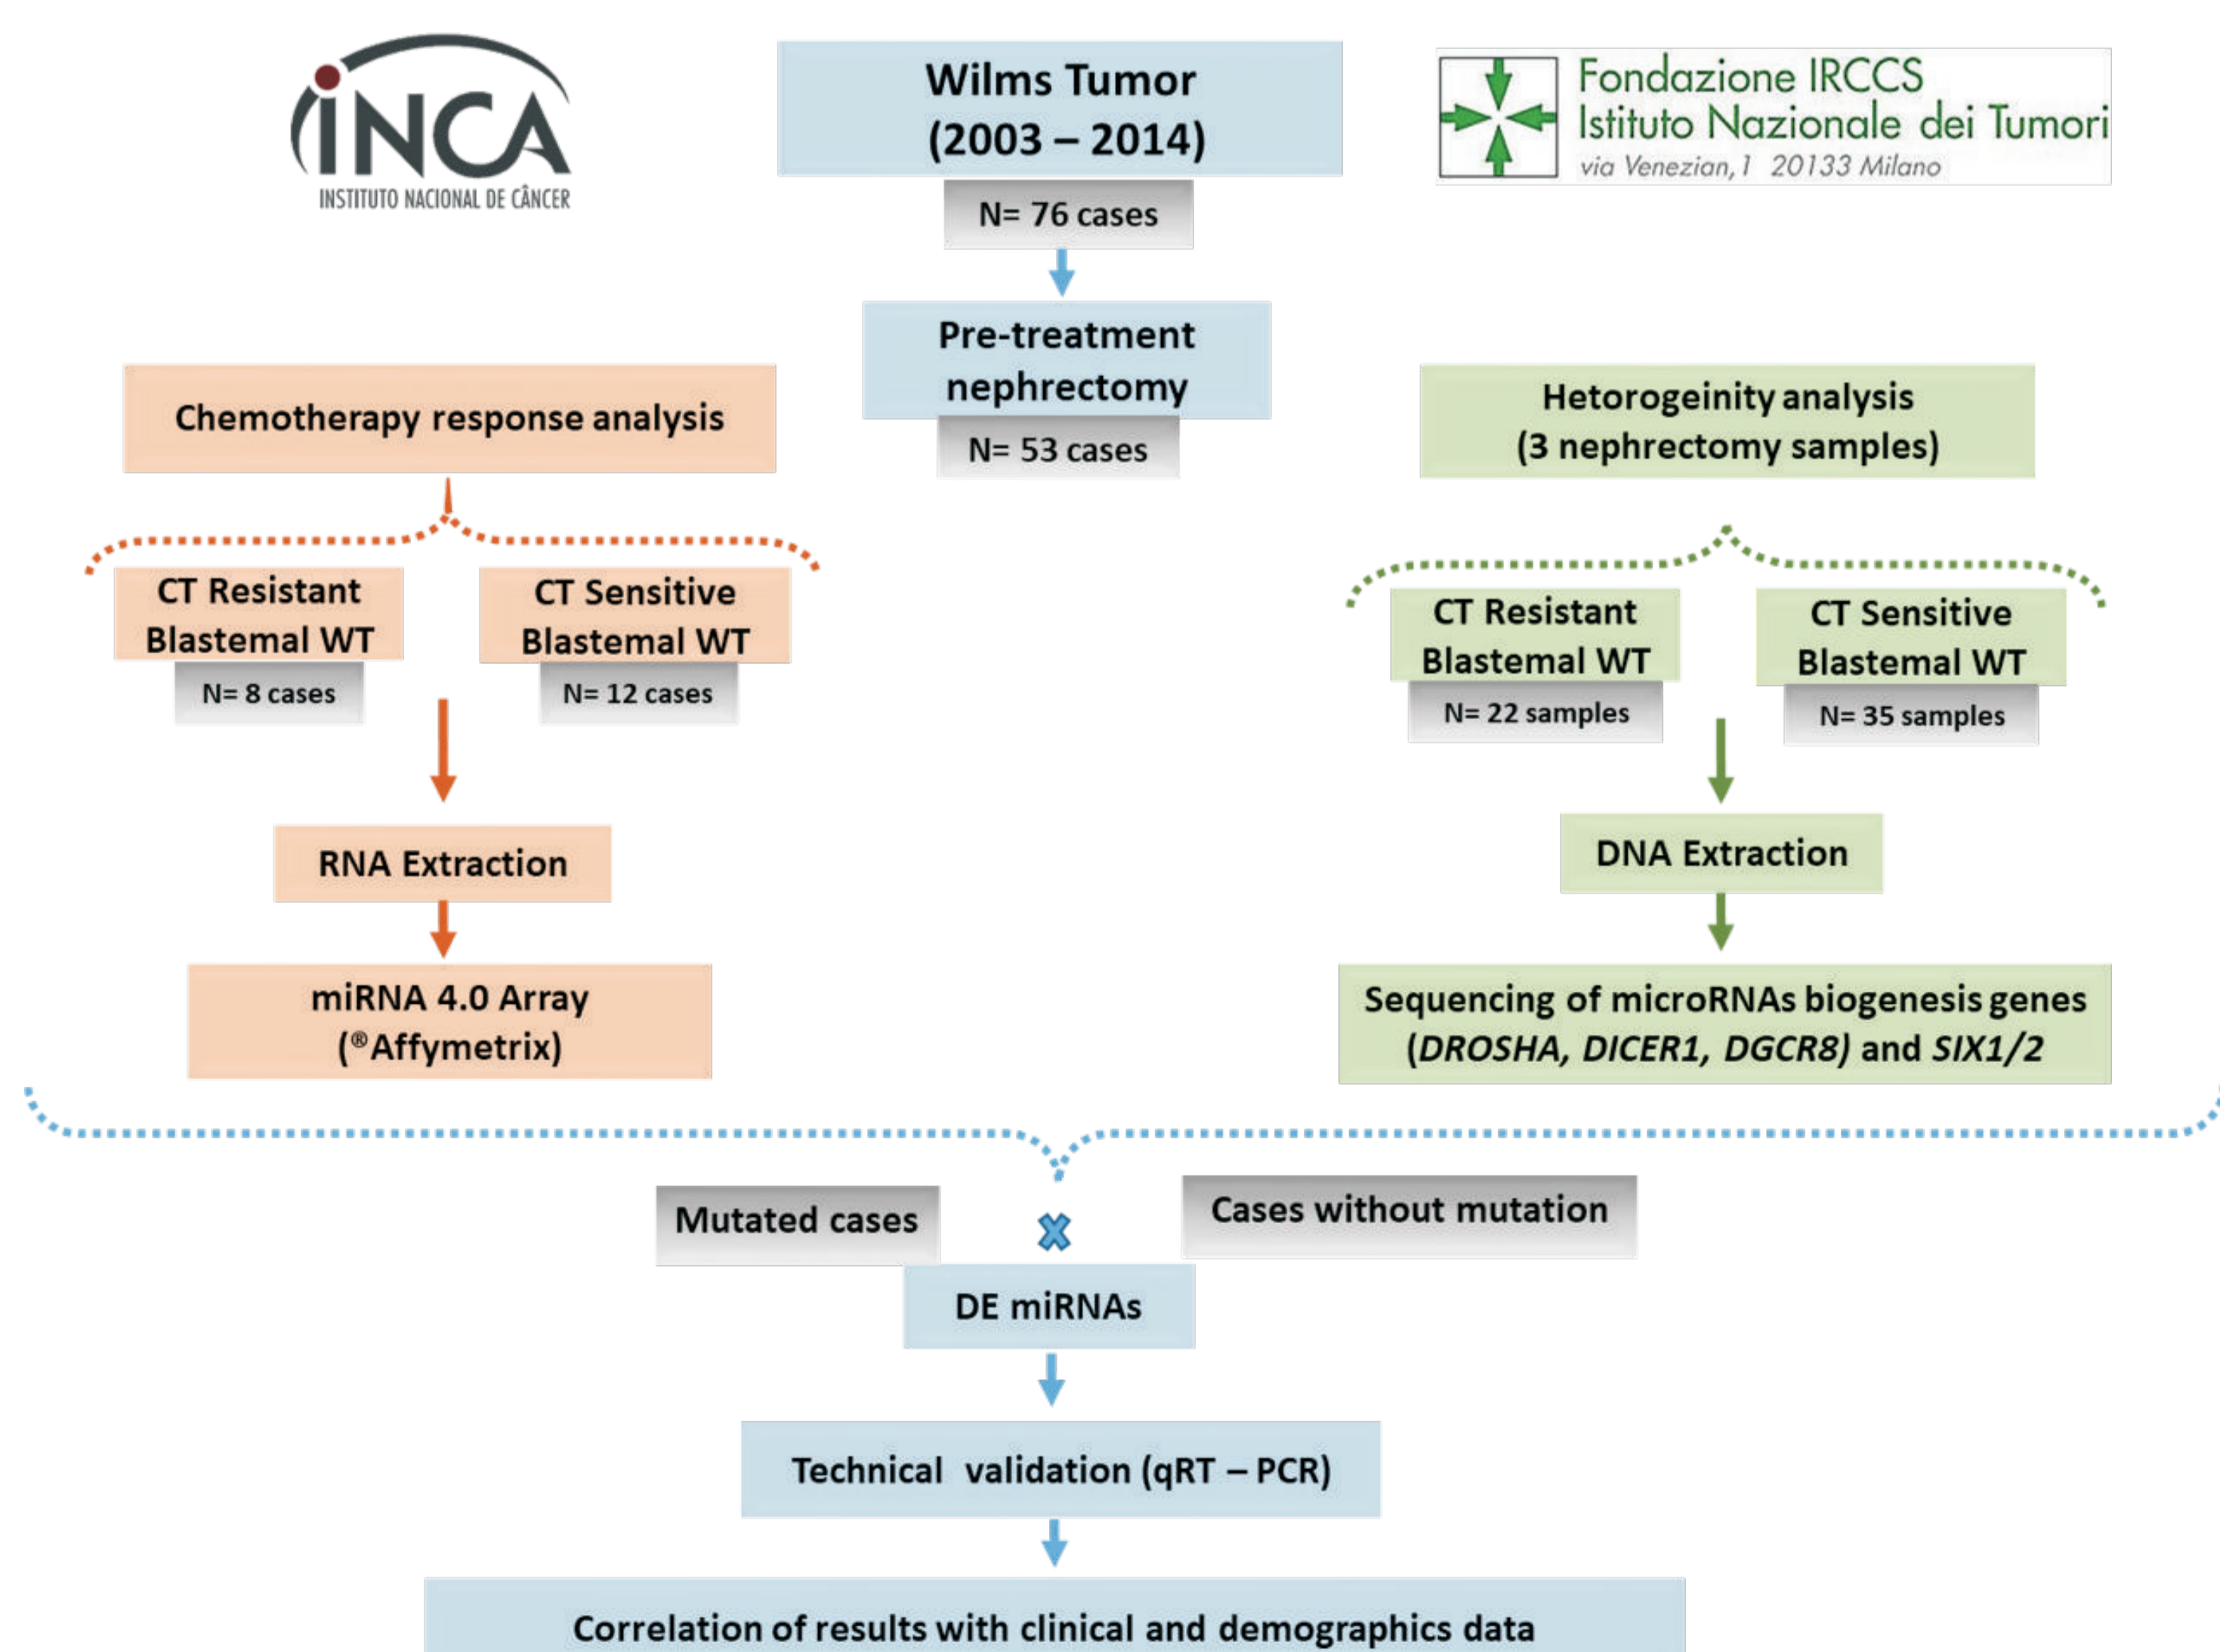 iNCA
INSTITUTO NACIONAL DE CÂNCER
Wilms Tumor
(2003 – 2014)
N= 76 cases
Fondazione IRCCS
Istituto Nazionale dei Tumori
via Venezian, 1 20133 Milano
Pre-treatment
nephrectomy
N= 53 cases
Chemotherapy response analysis
CT Resistant
Blastemal WT
N= 8 cases
CT Sensitive
Blastemal WT
N= 12 cases
RNA Extraction
miRNA 4.0 Array
(®Affymetrix)
Hetorogeinity analysis
(3 nephrectomy samples)
CT Resistant
Blastemal WT
N= 22 samples
CT Sensitive
Blastemal WT
N= 35 samples
DNA Extraction
Sequencing of microRNAs biogenesis genes
(DROSHA, DICER1, DGCR8) and SIX1/2
Mutated cases
Cases without mutation
DE miRNAs
Technical validation (qRT – PCR)
Correlation of results with clinical and demographics data